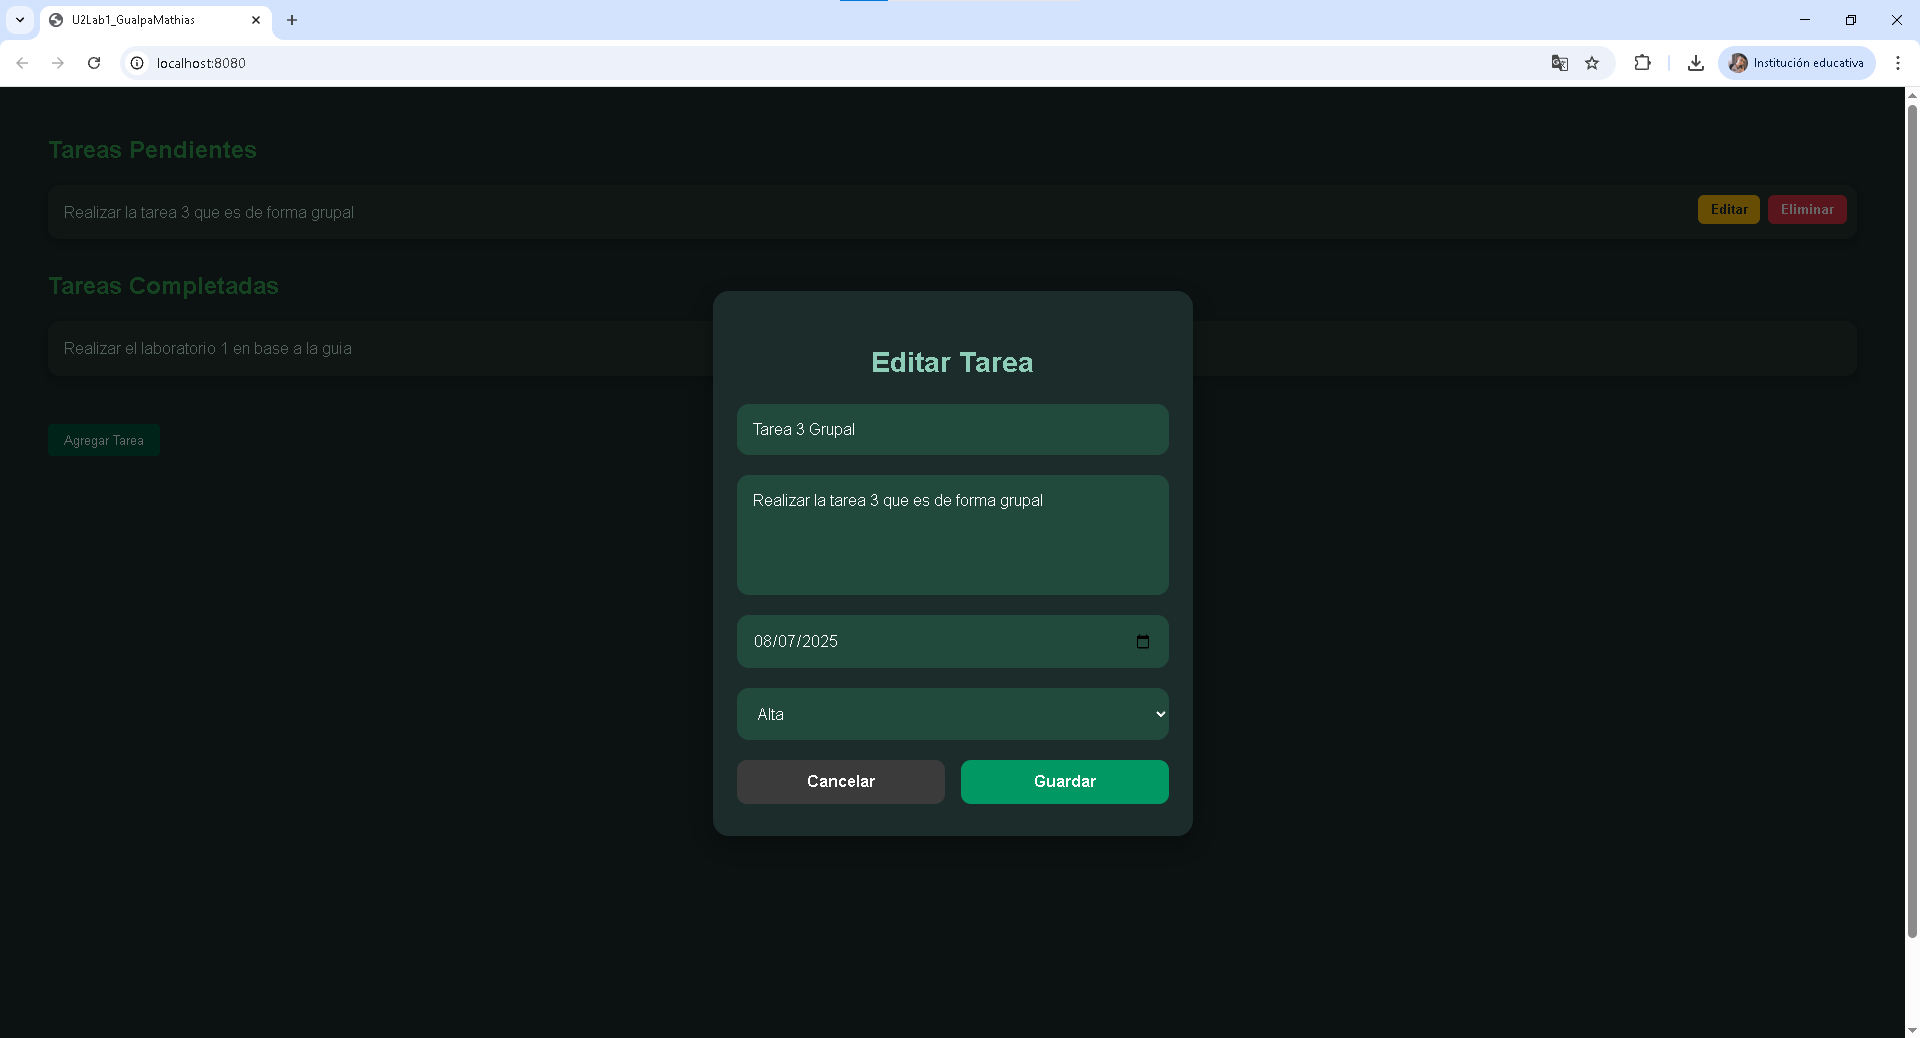 U2Lab1_GualpaMathias
localhost:8080
Institución educativa
Tareas Pendientes
Realizar la tarea 3 que es de forma grupal
Editar
Eliminar
Tareas Completadas
Realizar el laboratorio 1 en base a la guia
Agregar Tarea
Editar Tarea
Tarea 3 Grupal
Realizar la tarea 3 que es de forma grupal
08/07/2025
Alta
Cancelar
Guardar